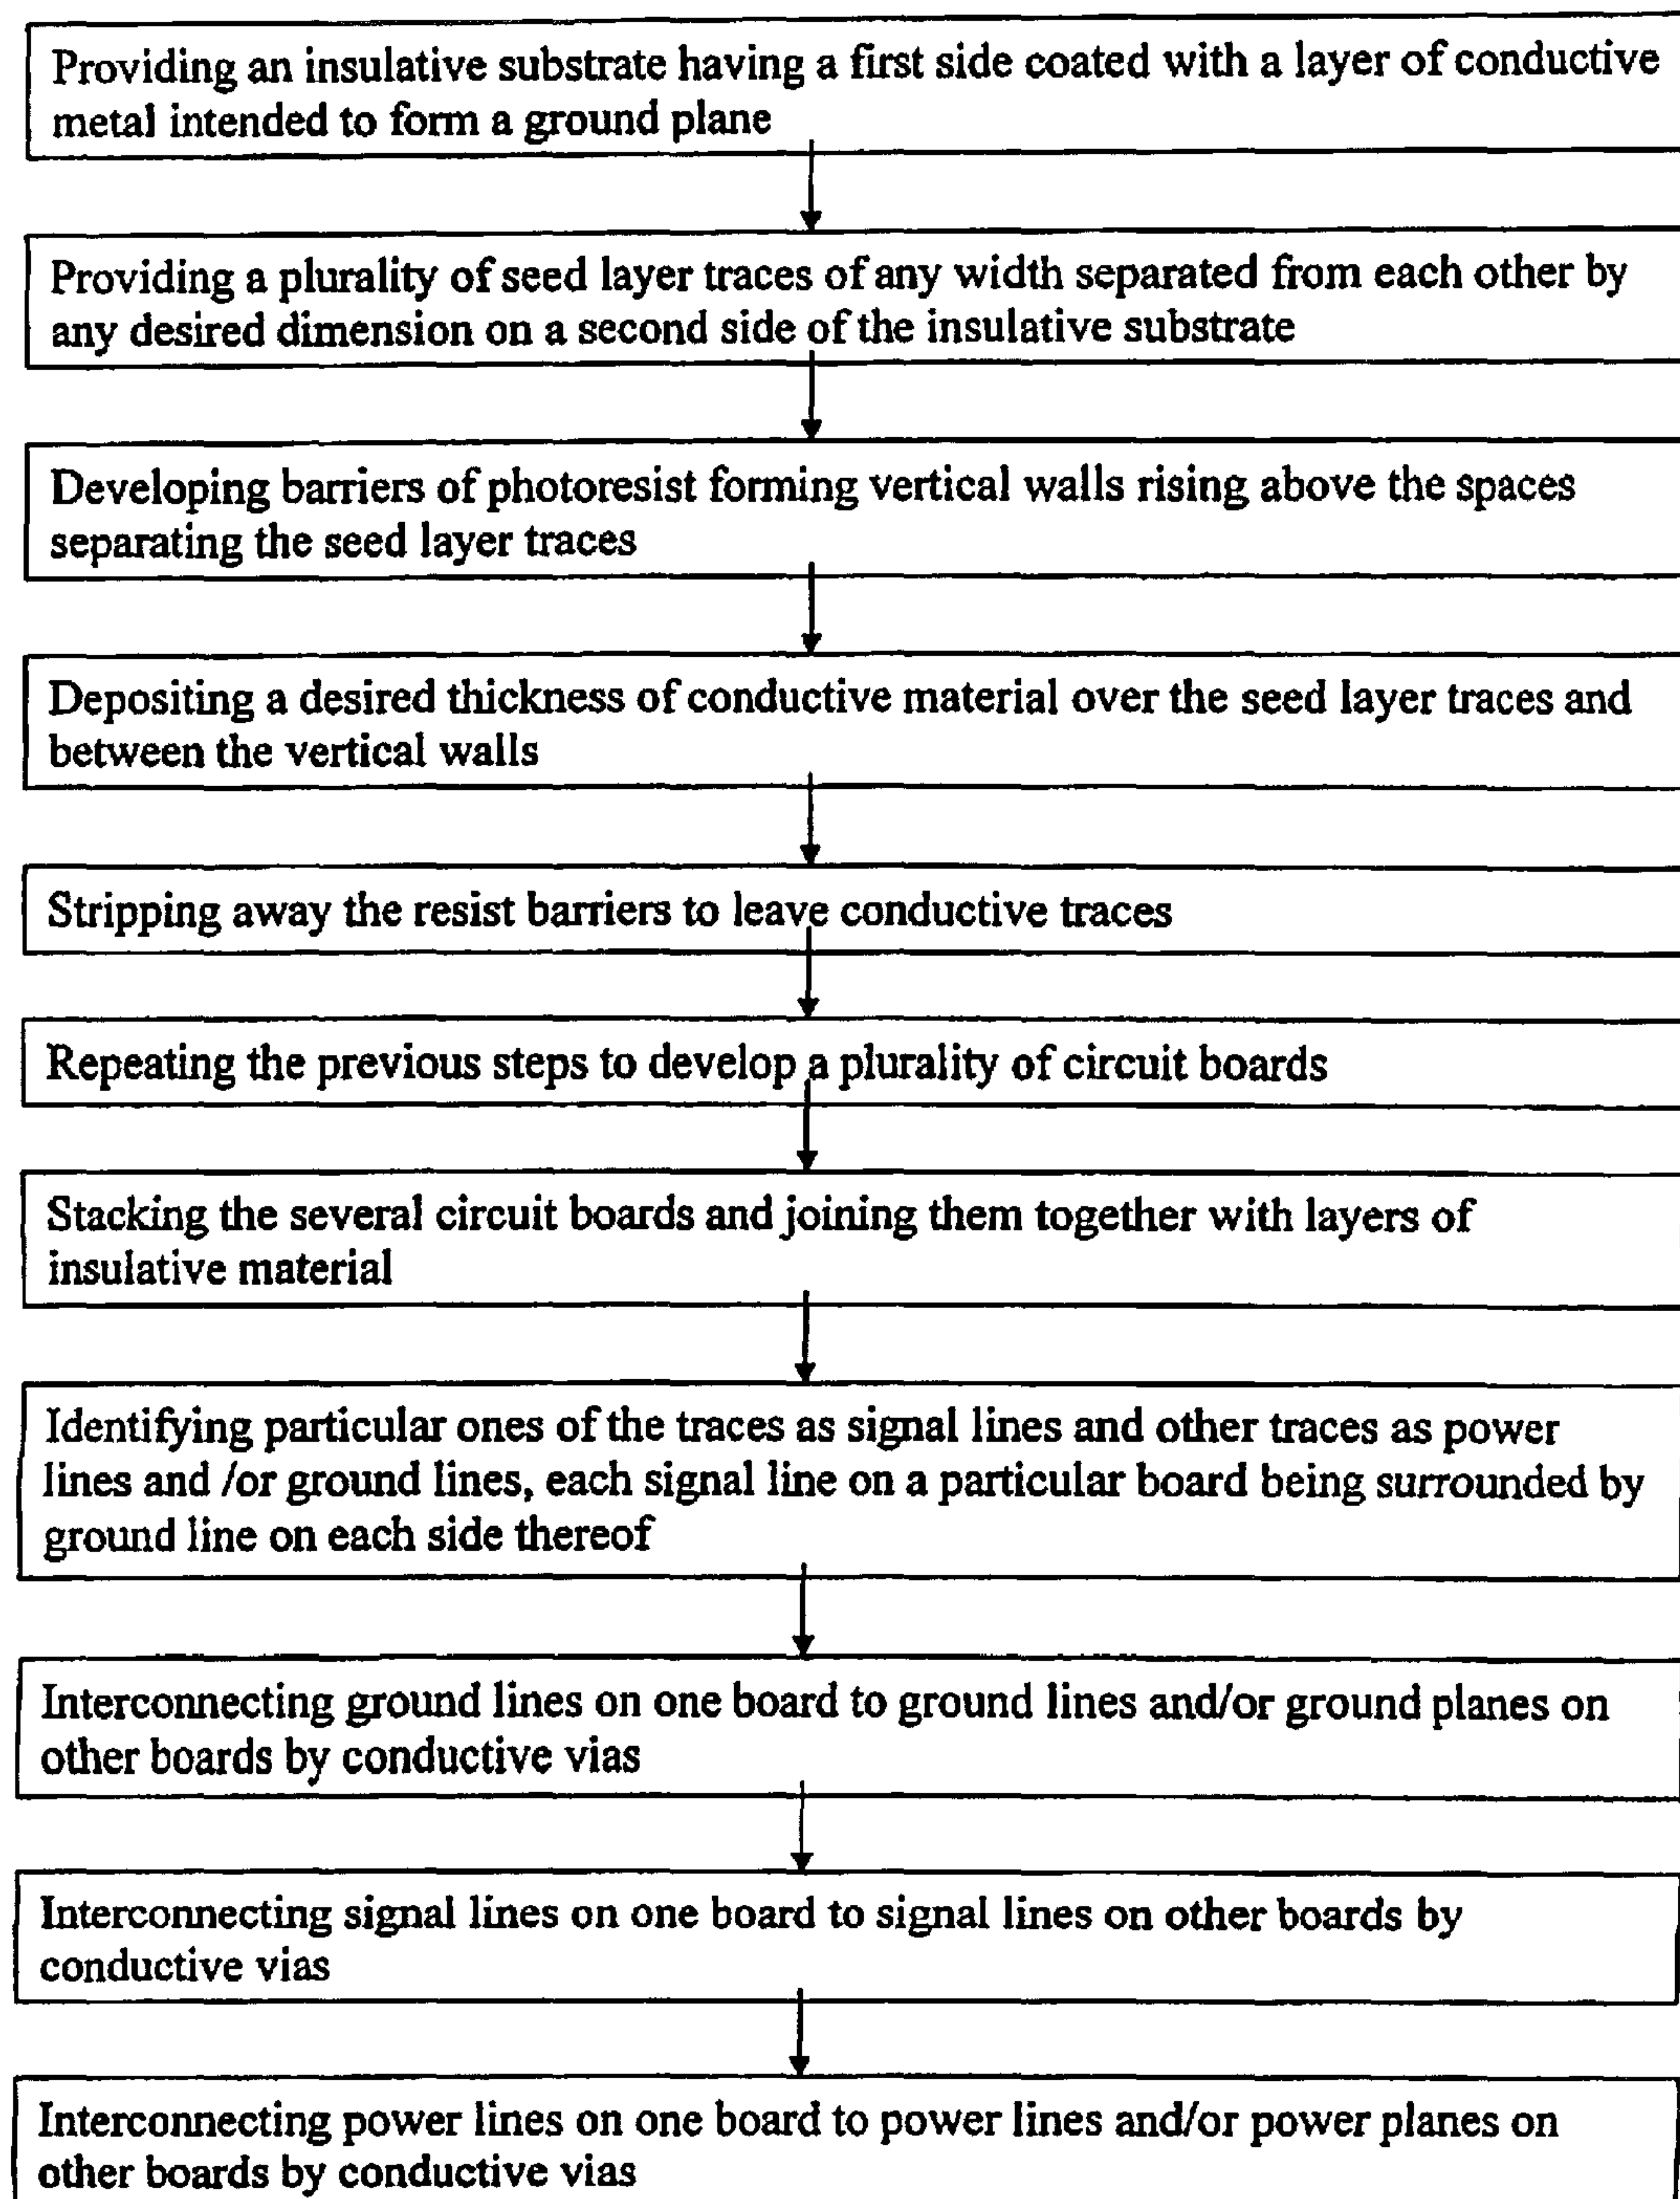 Providing an insulative substrate having a first side coated with a layer of conductive
metal intended to form a ground plane
Providing a plurality of seed layer traces of any width separated from each other by
any desired dimension on a second side of the insulative substrate
Developing barriers of photoresist forming vertical walls rising above the spaces
separating the seed layer traces
Depositing a desired thickness of conductive material over the seed layer traces and
between the vertical walls
Stripping away the resist barriers to leave conductive traces
Repeating the previous steps to develop a plurality of circuit boards
Stacking the several circuit boards and joining them together with layers of
insulative material
Identifying particular ones of the traces as signal lines and other traces as power
lines and /or ground lines, each signal line on a particular board being surrounded by
ground line on each side thereof
Interconnecting ground lines on one board to ground lines and/or ground planes on
other boards by conductive vias
Interconnecting signal lines on one board to signal lines on other boards by
conductive vias
Interconnecting power lines on one board to power lines and/or power planes on
other boards by conductive vias